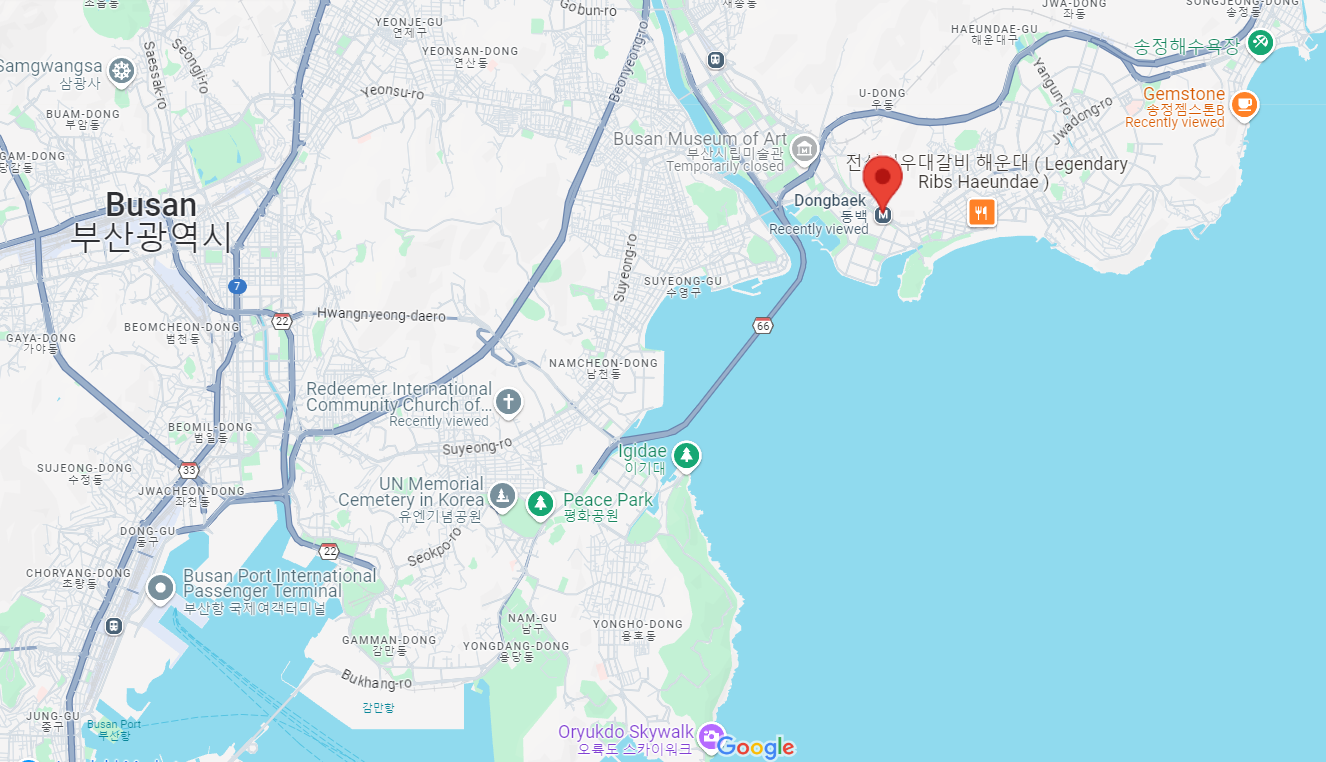 초읍동
YEONJE-GU
연제구
Gobun-ro
재송동
JWA-DONG
좌동
SONGJEONG-DONG
송정동
HAEUNDAE-GU
해운대구
송정해수욕장
Seongji-ro
Saessak-ro
YEONSAN-DONG
연산동
Samgwangsa
삼광사
Yeonsu-ro
Beonyeong-ro
U-DONG
우동
Yangun-ro
Jwadong-ro
Gemstone
송정젬스톤B
Recently viewed
BUAM-DONG
부암동
Busan Museum of Art
부산시립미술관
Temporarily closed
해운대 ( Legendary
Ribs Haeundae )
GAM-DONG
당감동
Busan
부산광역시
Dongbaek
동백
Recently viewed
M
Suyeong-ro
SUYEONG-GU
수영구
7
22
Hwangnyeong-daero
66
BEOMCHEON-DONG
범천동
GAYA-DONG
가야동
NAMCHEON-DONG
남천동
Redeemer International
Community Church of...
Recently viewed
BEOMIL-DONG
범일동
Suyeong-ro
Igidae
이기대
SUJEONG-DONG
수정동
33
JWACHEON-DONG
좌천동
UN Memorial
Cemetery in Korea
유엔기념공원
Peace Park
평화공원
DONG-GU
동구
22
Seokpo-ro
CHORYANG-DONG
초량동
Busan Port International
Passenger Terminal
부산항 국제여객터미널
NAM-GU
남구
YONGHO-DONG
용호동
GAMMAN-DONG
감만동
YONGDANG-DONG
용당동
Bukhang-ro
감만항
JUNG-GU
중구
Busan Port
부산항
Oryukdo Skywalk
오륙도 스카이워크
Google